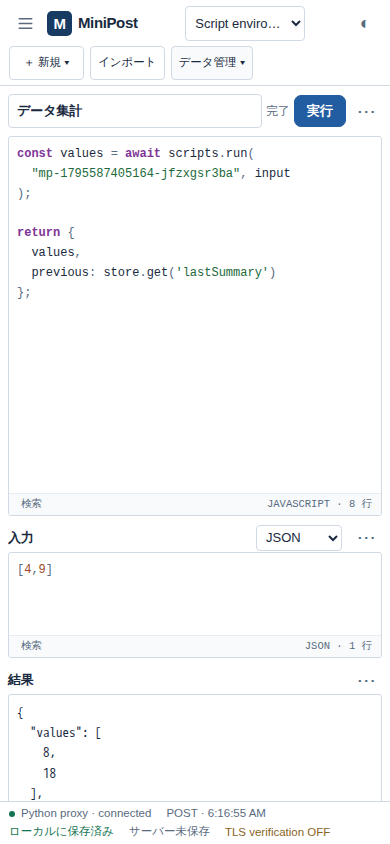 M MiniPost Script enviro…
＋ 新規 ▾ インポート データ管理 ▾
データ集計 完了 実行 ···
const values = await scripts.run(
  "mp-1795587405164-jfzxgsr3ba", input
);

return {
  values,
  previous: store.get('lastSummary')
};
検索 JAVASCRIPT · 8 行
入力 JSON ···
[4,9]
検索 JSON · 1 行
結果 ···
{
  "values": [
    8,
    18
  ],
Python proxy · connected POST · 6:16:55 AM
ローカルに保存済み サーバー未保存 TLS verification OFF